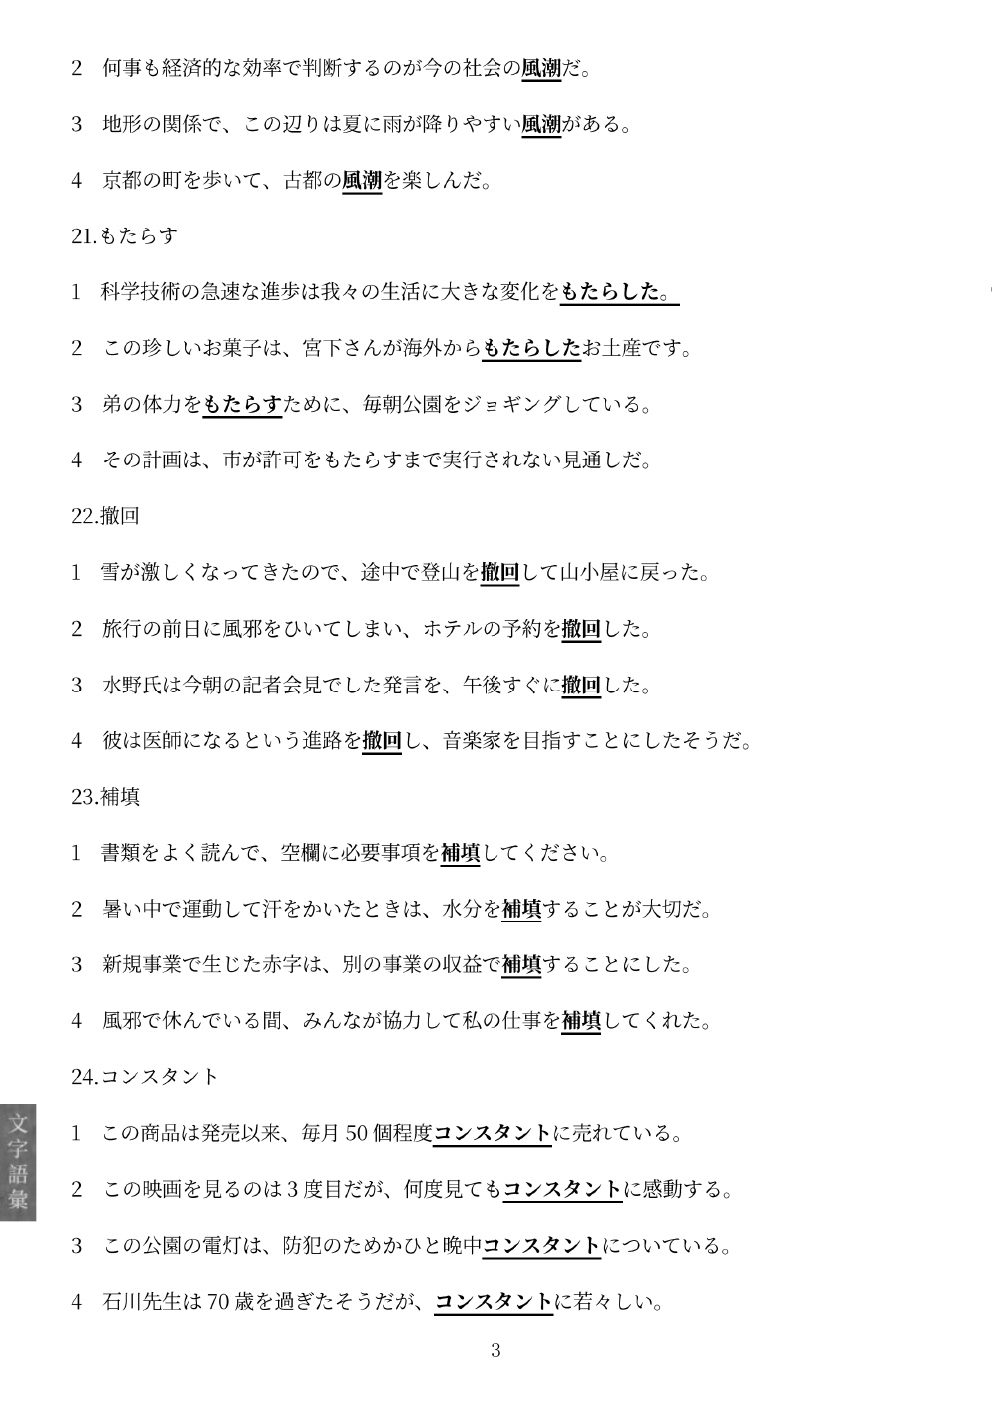 2 何事も経済的な効率で判断するのが今の社会の風潮だ。
3 地形の関係で、この辺りは夏に雨が降りやすい風潮がある。
4 京都の町を歩いて、古都の風潮を楽しんだ。
21.もたらす
1 科学技術の急速な進歩は我々の生活に大きな変化をもたらした。
2 この珍しいお菓子は、宮下さんが海外からもたらしたお土産です。
3 弟の体力をもたらすために、毎朝公園をジョギングしている。
4 その計画は、市が許可をもたらすまで実行されない見通しだ。
22.撤回
1 雪が激しくなってきたので、途中で登山を撤回して山小屋に戻った。
2 旅行の前日に風邪をひいてしまい、ホテルの予約を撤回した。
3 水野氏は今朝の記者会見でした発言を、午後すぐに撤回した。
4 彼は医師になるという進路を撤回し、音楽家を目指すことにしたそうだ。
23.補填
1 書類をよく読んで、空欄に必要事項を補填してください。
2 暑い中で運動して汗をかいたときは、水分を補填することが大切だ。
3 新規事業で生じた赤字は、別の事業の収益で補填することにした。
4 風邪で休んでいる間、みんなが協力して私の仕事を補填してくれた。
24.コンスタント
1 この商品は発売以来、毎月 50 個程度コンスタントに売れている。
2 この映画を見るのは 3 度目だが、何度見てもコンスタントに感動する。
3 この公園の電灯は、防犯のためかひと晩中コンスタントについている。
4 石川先生は 70 歳を過ぎたそうだが、コンスタントに若々しい。
文字語彙
3